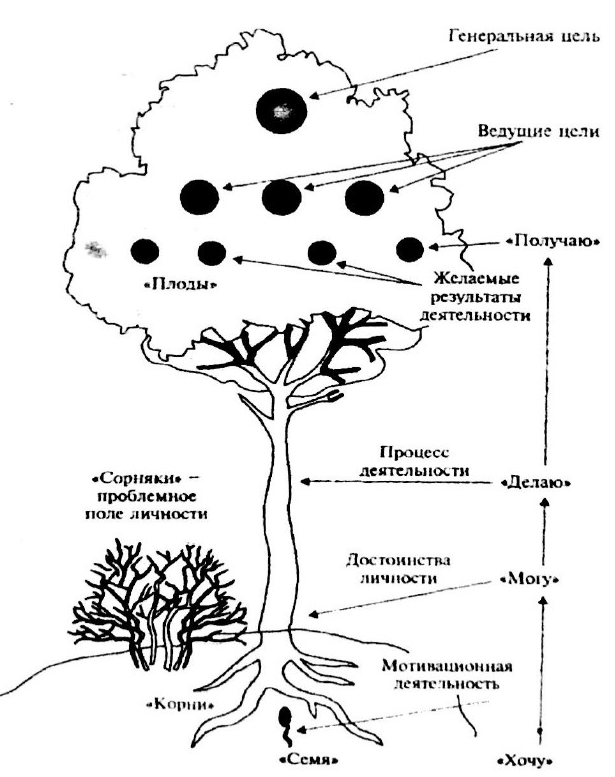 Генеральная цель
Ведущие цели
«Получаю»
«Плоды»
Желаемые
результаты
деятельности
Процесс
деятельности
«Делаю»
«Сорняки» –
проблемное
поле личности
Достоинства
личности
«Могу»
Мотивационная
деятельность
«Корни»
«Семя»
«Хочу»